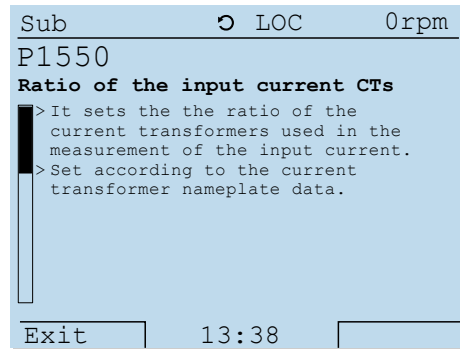 Sub LOC 0rpm
P1550
Ratio of the input current CTs
> It sets the the ratio of the
current transformers used in the
measurement of the input current.
> Set according to the current
transformer nameplate data.
Exit 13:38